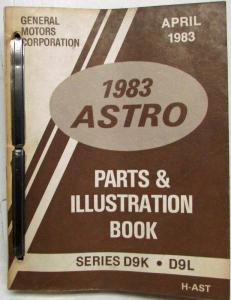 GENERAL
MOTORS
CORPORATION
APRIL
1983
1983
ASTRO
PARTS &
ILLUSTRATION
BOOK
SERIES D9K • D9L
H-AST